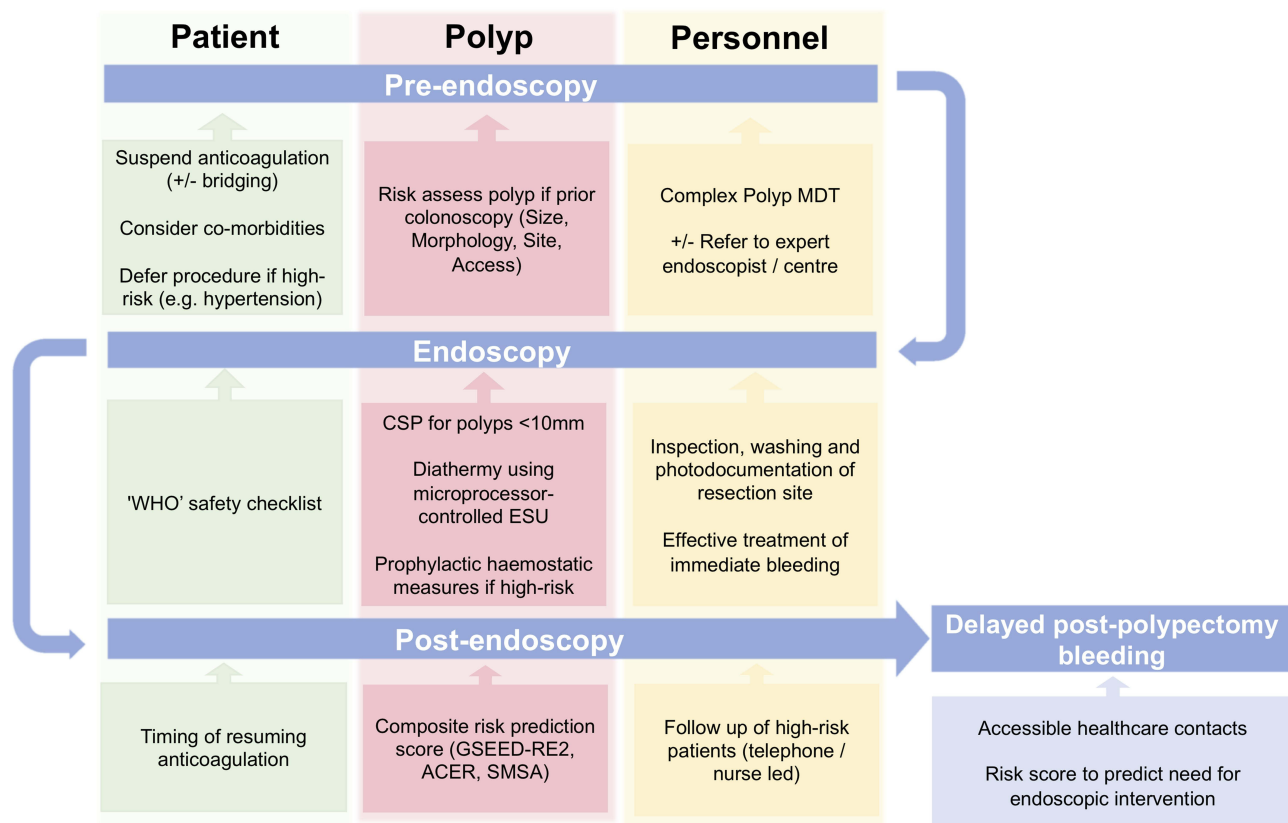 Patient
Polyp
Personnel
Pre-endoscopy
Suspend anticoagulation
(+/- bridging)
Consider co-morbidities
Defer procedure if high-
risk (e.g. hypertension)
Risk assess polyp if prior
colonoscopy (Size,
Morphology, Site,
Access)
Complex Polyp MDT
+/- Refer to expert
endoscopist / centre
Endoscopy
'WHO’ safety checklist
CSP for polyps <10mm
Diathermy using
microprocessor-
controlled ESU
Prophylactic haemostatic
measures if high-risk
Inspection, washing and
photodocumentation of
resection site
Effective treatment of
immediate bleeding
Post-endoscopy
Delayed post-polypectomy
bleeding
Timing of resuming
anticoagulation
Composite risk prediction
score (GSEED-RE2,
ACER, SMSA)
Follow up of high-risk
patients (telephone /
nurse led)
Accessible healthcare contacts
Risk score to predict need for
endoscopic intervention